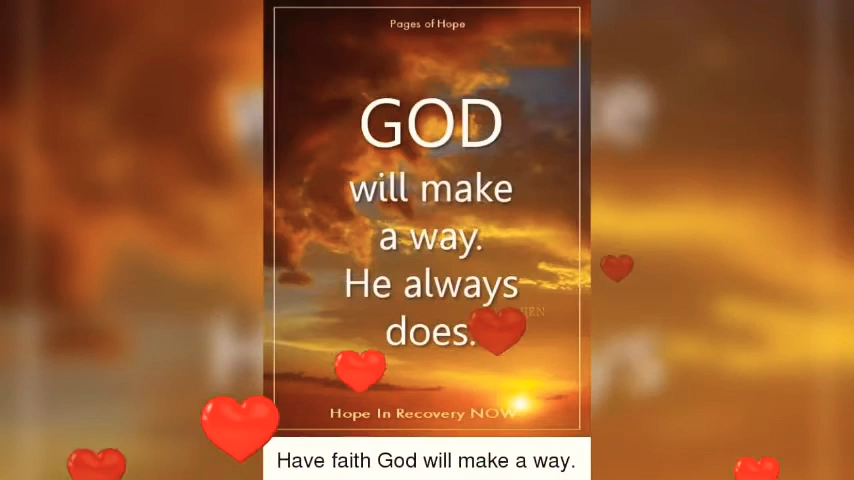 Pages of Hope
GOD
will make
a way.
He always
does.
Hope In Recovery NOW
Have faith God will make a way.